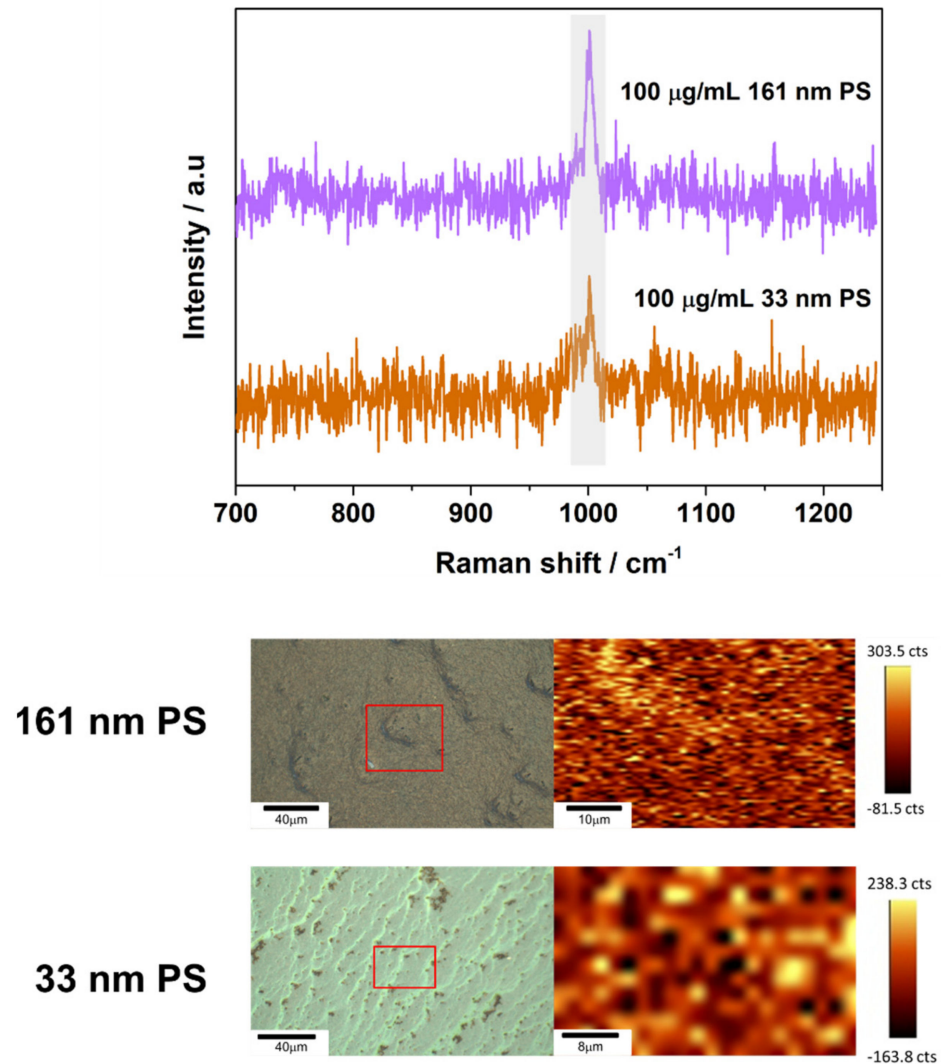 Intensity / a.u
100 μg/mL 161 nm PS
100 μg/mL 33 nm PS
700 800 900 1000 1100 1200
Raman shift / cm⁻¹
161 nm PS
40μm
10μm
303.5 cts
-81.5 cts
33 nm PS
40μm
8μm
238.3 cts
-163.8 cts